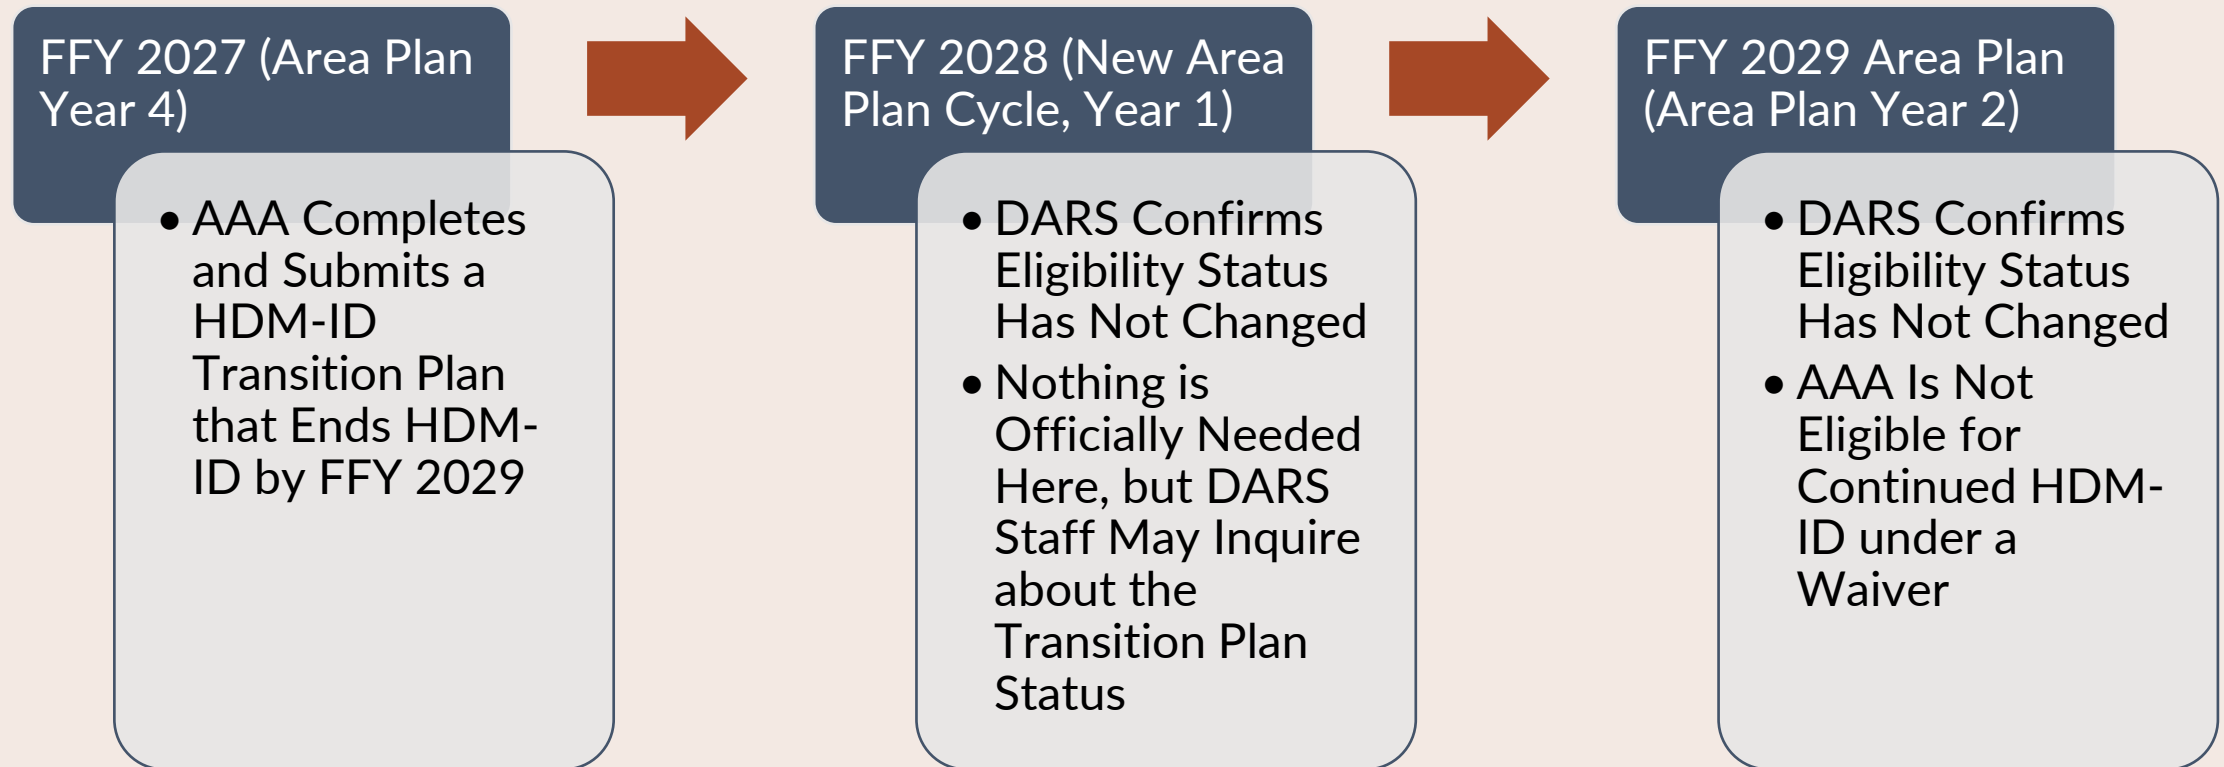 FFY 2027 (Area Plan
Year 4)
• AAA Completes
and Submits a
HDM-ID
Transition Plan
that Ends HDM-
ID by FFY 2029
FFY 2028 (New Area
Plan Cycle, Year 1)
• DARS Confirms
Eligibility Status
Has Not Changed
• Nothing is
Officially Needed
Here, but DARS
Staff May Inquire
about the
Transition Plan
Status
FFY 2029 Area Plan
(Area Plan Year 2)
• DARS Confirms
Eligibility Status
Has Not Changed
• AAA Is Not
Eligible for
Continued HDM-
ID under a
Waiver